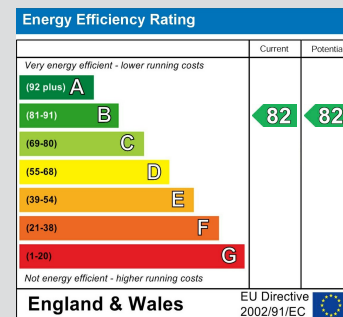 Energy Efficiency Rating
Current Potential
Very energy efficient - lower running costs
(92 plus) A
(81-91) B 82 82
(69-80) C
(55-68) D
(39-54) E
(21-38) F
(1-20) G
Not energy efficient - higher running costs
England & Wales
EU Directive
2002/91/EC